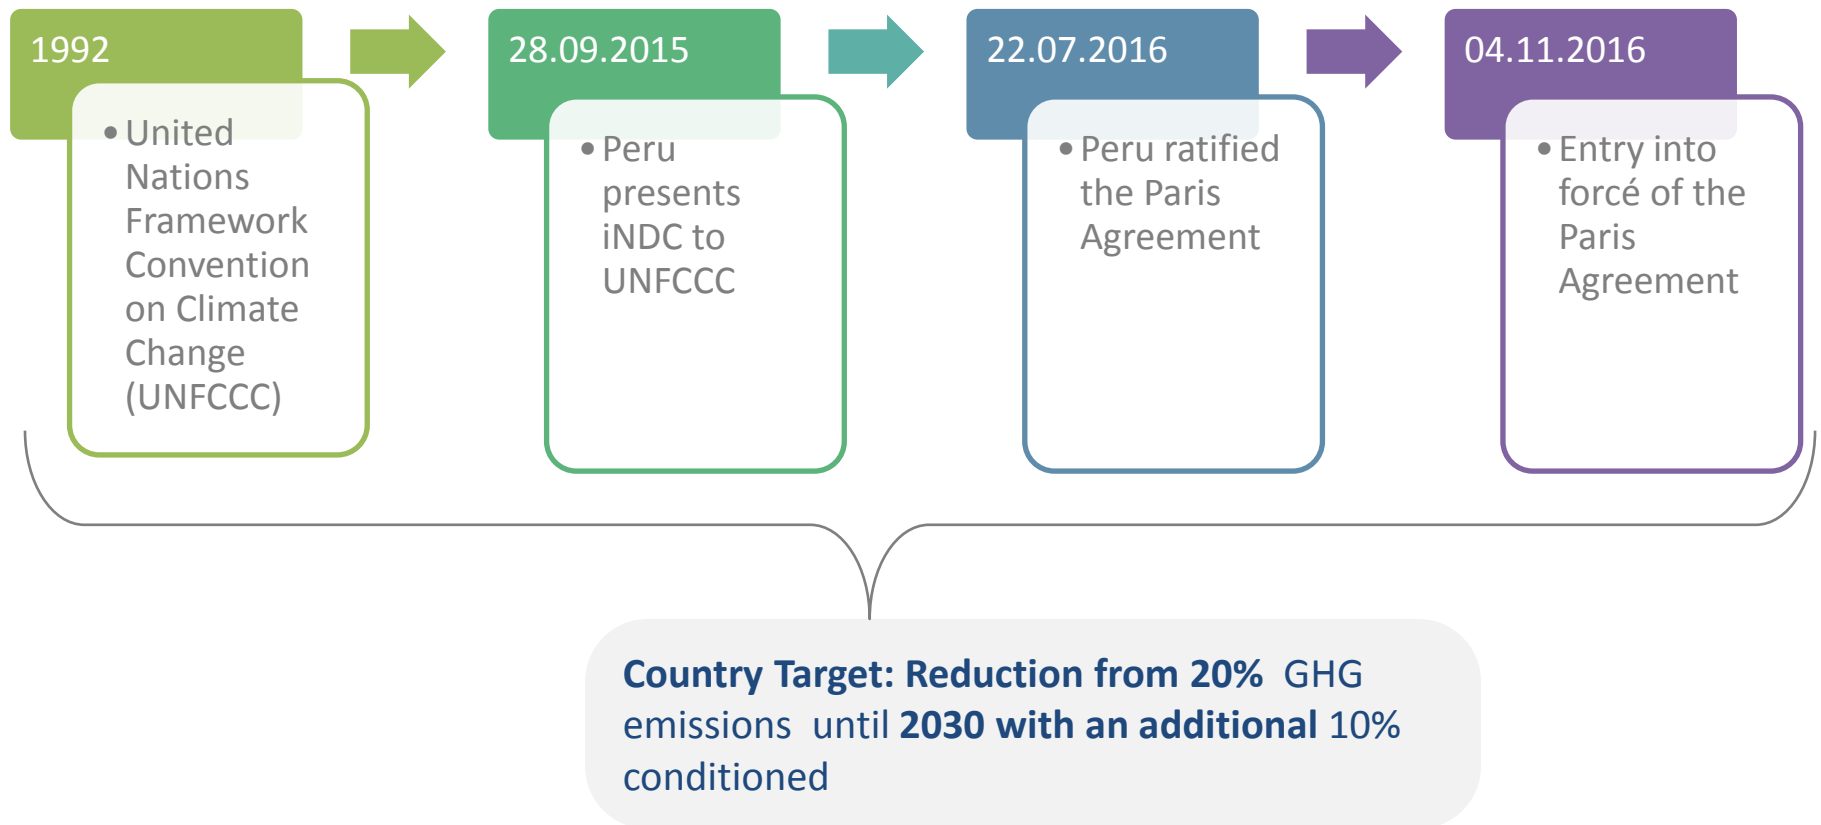 1992
• United
Nations
Framework
Convention
on Climate
Change
(UNFCCC)
28.09.2015
• Peru
presents
iNDC to
UNFCCC
22.07.2016
• Peru ratified
the Paris
Agreement
04.11.2016
• Entry into
forcé of the
Paris
Agreement
Country Target: Reduction from 20% GHG
emissions until 2030 with an additional 10%
conditioned